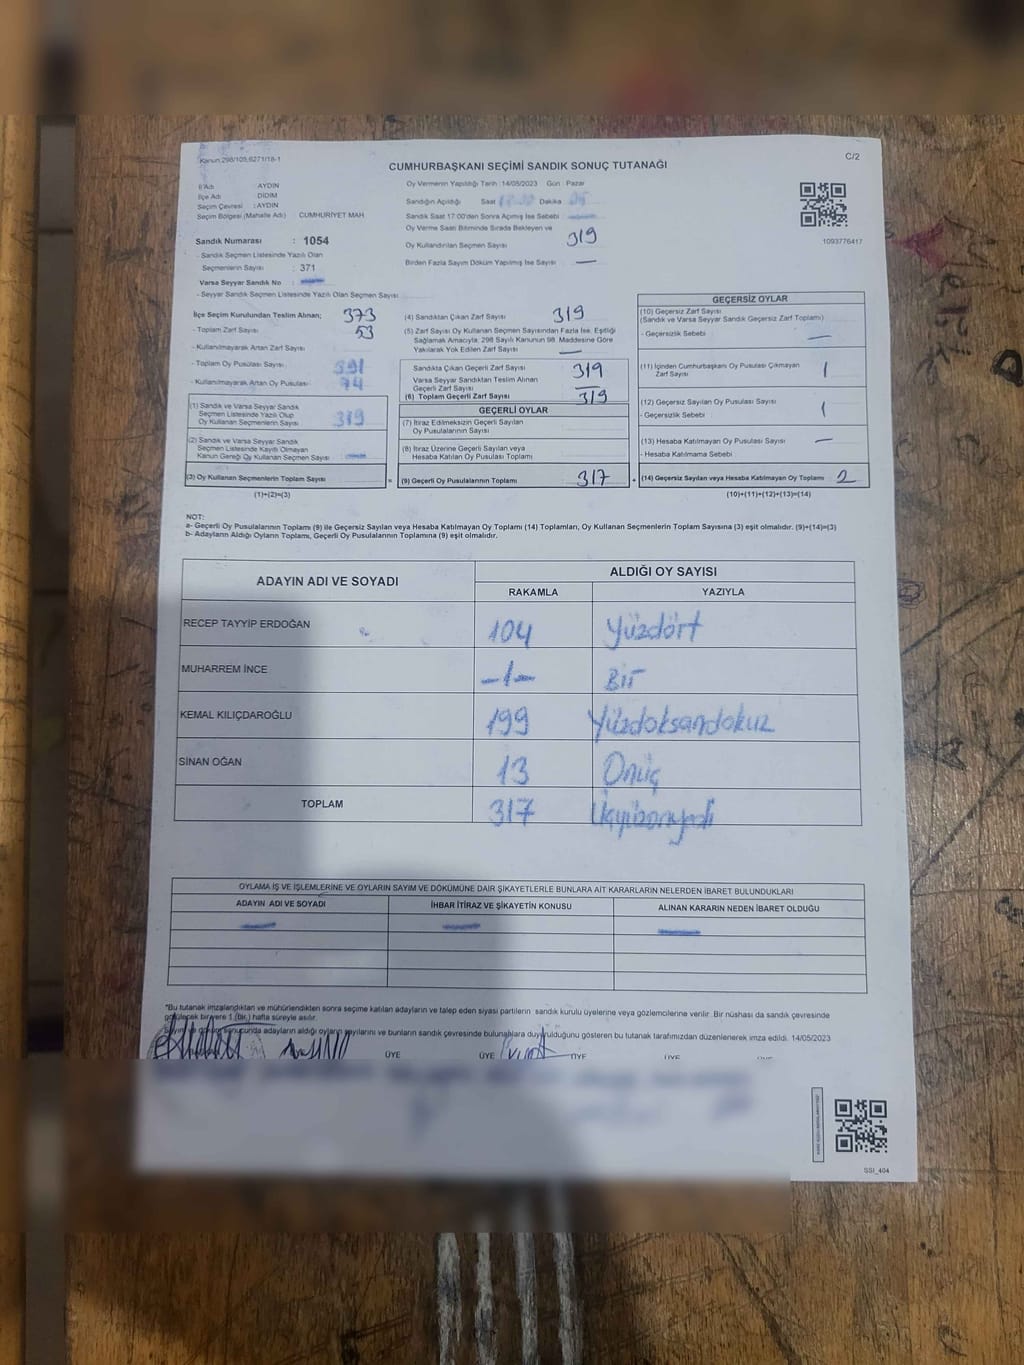 Kanun:298/105,6271/18-1
C/2
CUMHURBAŞKANI SEÇİMİ SANDIK SONUÇ TUTANAĞI
İl Adı AYDIN
İlçe Adı DİDİM
Seçim Çevresi : AYDIN
Seçim Bölgesi (Mahalle Adı) CUMHURİYET MAH
Sandık Numarası : 1054
- Sandık Seçmen Listesinde Yazılı Olan
Seçmenlerin Sayısı : 371
Varsa Seyyar Sandık No :
- Seyyar Sandık Seçmen Listesinde Yazılı Olan Seçmen Sayısı
Oy Vermenin Yapıldığı Tarih : 14/05/2023 Gün : Pazar
Sandığın Açıldığı Saat Dakika
Sandık Saat 17:00'den Sonra Açılmış İse Sebebi
Oy Verme Saati Bitiminde Sırada Bekleyen ve
Oy Kullandırılan Seçmen Sayısı 319
Birden Fazla Sayım Döküm Yapılmış İse Sayısı —
1093776417
İlçe Seçim Kurulundan Teslim Alınan; 373
- Toplam Zarf Sayısı 53
- Kullanılmayarak Artan Zarf Sayısı
- Toplam Oy Pusulası Sayısı 391
- Kullanılmayarak Artan Oy Pusulası 74
(1) Sandık ve Varsa Seyyar Sandık
Seçmen Listesinde Yazılı Olup
Oy Kullanan Seçmenlerin Sayısı 319
(2) Sandık ve Varsa Seyyar Sandık
Seçmen Listesinde Kayıtlı Olmayan
Kanun Gereği Oy Kullanan Seçmen Sayısı
(3) Oy Kullanan Seçmenlerin Toplam Sayısı =
(1)+(2)=(3)
(4) Sandıktan Çıkan Zarf Sayısı 319
(5) Zarf Sayısı Oy Kullanan Seçmen Sayısından Fazla İse, Eşitliği
Sağlamak Amacıyla; 298 Sayılı Kanunun 98. Maddesine Göre
Yakılarak Yok Edilen Zarf Sayısı —
Sandıkta Çıkan Geçerli Zarf Sayısı 319
Varsa Seyyar Sandıktan Teslim Alınan
Geçerli Zarf Sayısı —
(6) Toplam Geçerli Zarf Sayısı 319
GEÇERLİ OYLAR
(7) İtiraz Edilmeksizin Geçerli Sayılan
Oy Pusulalarının Sayısı
(8) İtiraz Üzerine Geçerli Sayılan veya
Hesaba Katılan Oy Pusulası Toplamı
(9) Geçerli Oy Pusulalarının Toplamı 317 +
GEÇERSİZ OYLAR
(10) Geçersiz Zarf Sayısı
(Sandık ve Varsa Seyyar Sandık Geçersiz Zarf Toplamı)
- Geçersizlik Sebebi —
(11) İçinden Cumhurbaşkanı Oy Pusulası Çıkmayan
Zarf Sayısı 1
(12) Geçersiz Sayılan Oy Pusulası Sayısı
- Geçersizlik Sebebi 1
(13) Hesaba Katılmayan Oy Pusulası Sayısı —
- Hesaba Katılmama Sebebi
(14) Geçersiz Sayılan veya Hesaba Katılmayan Oy Toplamı 2
(10)+(11)+(12)+(13)=(14)
NOT:
a- Geçerli Oy Pusulalarının Toplamı (9) ile Geçersiz Sayılan veya Hesaba Katılmayan Oy Toplamı (14) Toplamları, Oy Kullanan Seçmenlerin Toplam Sayısına (3) eşit olmalıdır. (9)+(14)=(3)
b- Adayların Aldığı Oyların Toplamı, Geçerli Oy Pusulalarının Toplamına (9) eşit olmalıdır.
ADAYIN ADI VE SOYADI ALDIĞI OY SAYISI
RAKAMLA YAZIYLA
RECEP TAYYİP ERDOĞAN 104 Yüzdört
MUHARREM İNCE -1- Bir
KEMAL KILIÇDAROĞLU 199 Yüzdoksandokuz
SİNAN OĞAN 13 Onüç
TOPLAM 317 Üçyüzonyedi
OYLAMA İŞ VE İŞLEMLERİNE VE OYLARIN SAYIM VE DÖKÜMÜNE DAİR ŞİKAYETLERLE BUNLARA AİT KARARLARIN NELERDEN İBARET BULUNDUKLARI
ADAYIN ADI VE SOYADI İHBAR İTİRAZ VE ŞİKAYETİN KONUSU ALINAN KARARIN NEDEN İBARET OLDUĞU
*Bu tutanak imzalandıktan ve mühürlendikten sonra seçime katılan adayların ve talep eden siyasi partilerin sandık kurulu üyelerine veya gözlemcilerine verilir. Bir nüshası da sandık çevresinde
görülecek bir yere 1 (bir) hafta süreyle asılır.
sonucunda adayların aldığı oyların sayılarını ve bunların sandık çevresinde bulunanlara duyurulduğunu gösteren bu tutanak tarafımızdan düzenlenerek imza edildi. 14/05/2023
ÜYE ÜYE ÜYE ÜYE
SSI_404